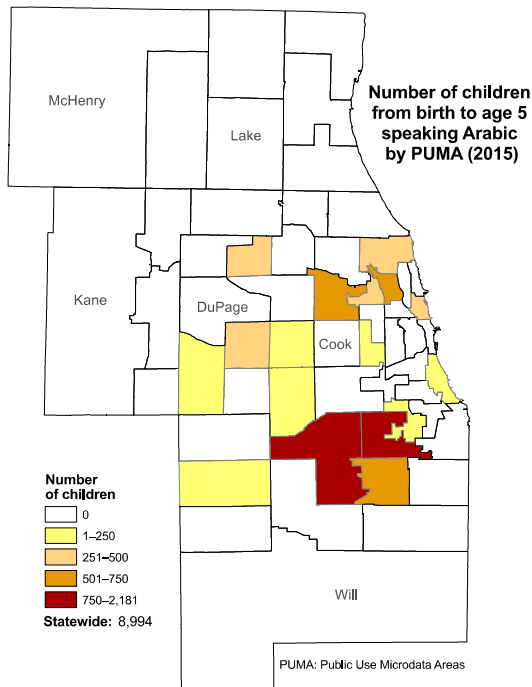 Number of children
from birth to age 5
speaking Arabic
by PUMA (2015)
McHenry
Lake
Kane
DuPage
Cook
Number
of children
0
1–250
251–500
501–750
750–2,181
Statewide: 8,994
Will
PUMA: Public Use Microdata Areas